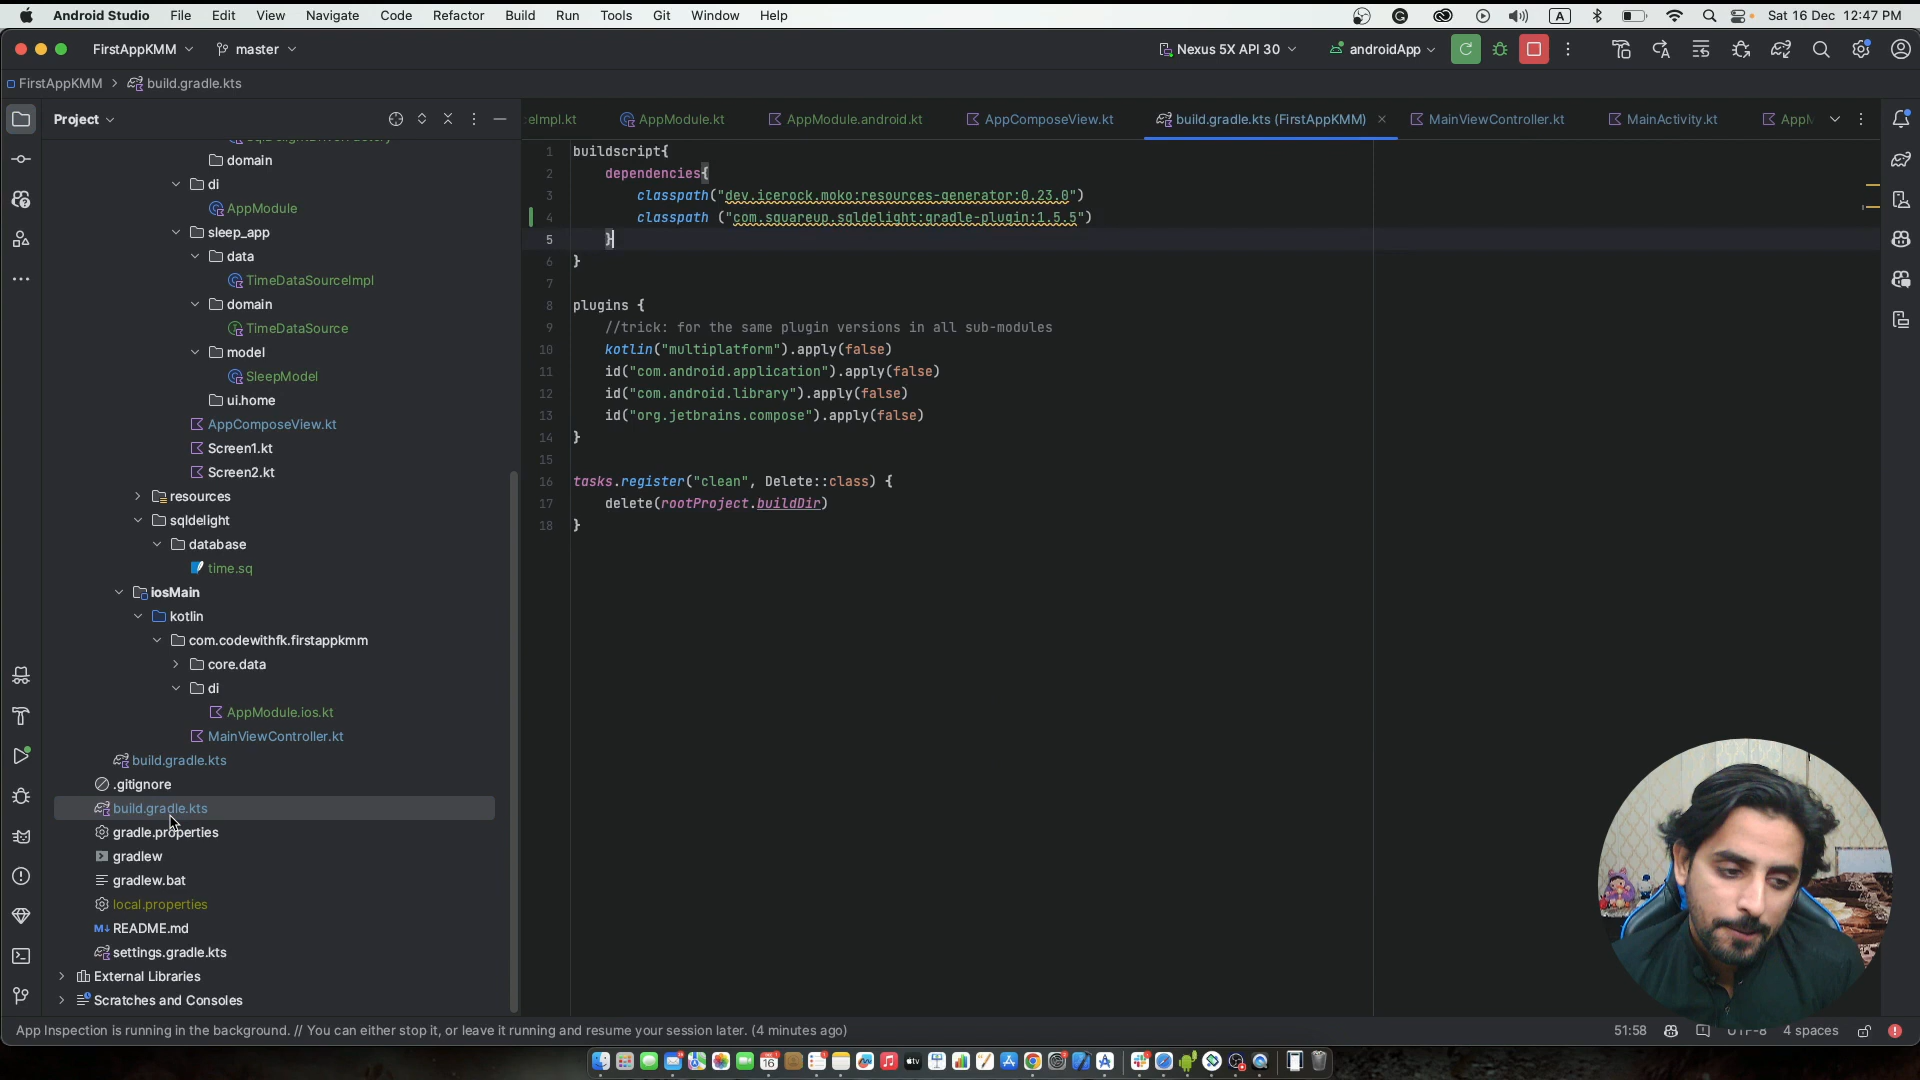 Android Studio File Edit View Navigate Code Refactor Build Run Tools Git Window Help A Sat 16 Dec 12:47 PM
FirstAppKMM master Nexus 5X API 30 androidApp
FirstAppKMM > build.gradle.kts
Project
eImpl.kt AppModule.kt AppModule.android.kt AppComposeView.kt build.gradle.kts (FirstAppKMM) MainViewController.kt MainActivity.kt
domain
di
AppModule
sleep_app
data
TimeDataSourceImpl
domain
TimeDataSource
model
SleepModel
ui.home
AppComposeView.kt
Screen1.kt
Screen2.kt
resources
sqldelight
database
time.sq
iosMain
kotlin
com.codewithfk.firstappkmm
core.data
di
AppModule.ios.kt
MainViewController.kt
build.gradle.kts
.gitignore
build.gradle.kts
gradle.properties
gradlew
gradlew.bat
local.properties
M↓ README.md
settings.gradle.kts
External Libraries
Scratches and Consoles
1 buildscript{
2 dependencies{
3 classpath("dev.icerock.moko:resources-generator:0.23.0")
4 classpath ("com.squareup.sqldelight:gradle-plugin:1.5.5")
5 }
6 }
7
8 plugins {
9 //trick: for the same plugin versions in all sub-modules
10 kotlin("multiplatform").apply(false)
11 id("com.android.application").apply(false)
12 id("com.android.library").apply(false)
13 id("org.jetbrains.compose").apply(false)
14 }
15
16 tasks.register("clean", Delete::class) {
17 delete(rootProject.buildDir)
18 }
App Inspection is running in the background. // You can either stop it, or leave it running and resume your session later. (4 minutes ago) 51:58 UTF-8 4 spaces